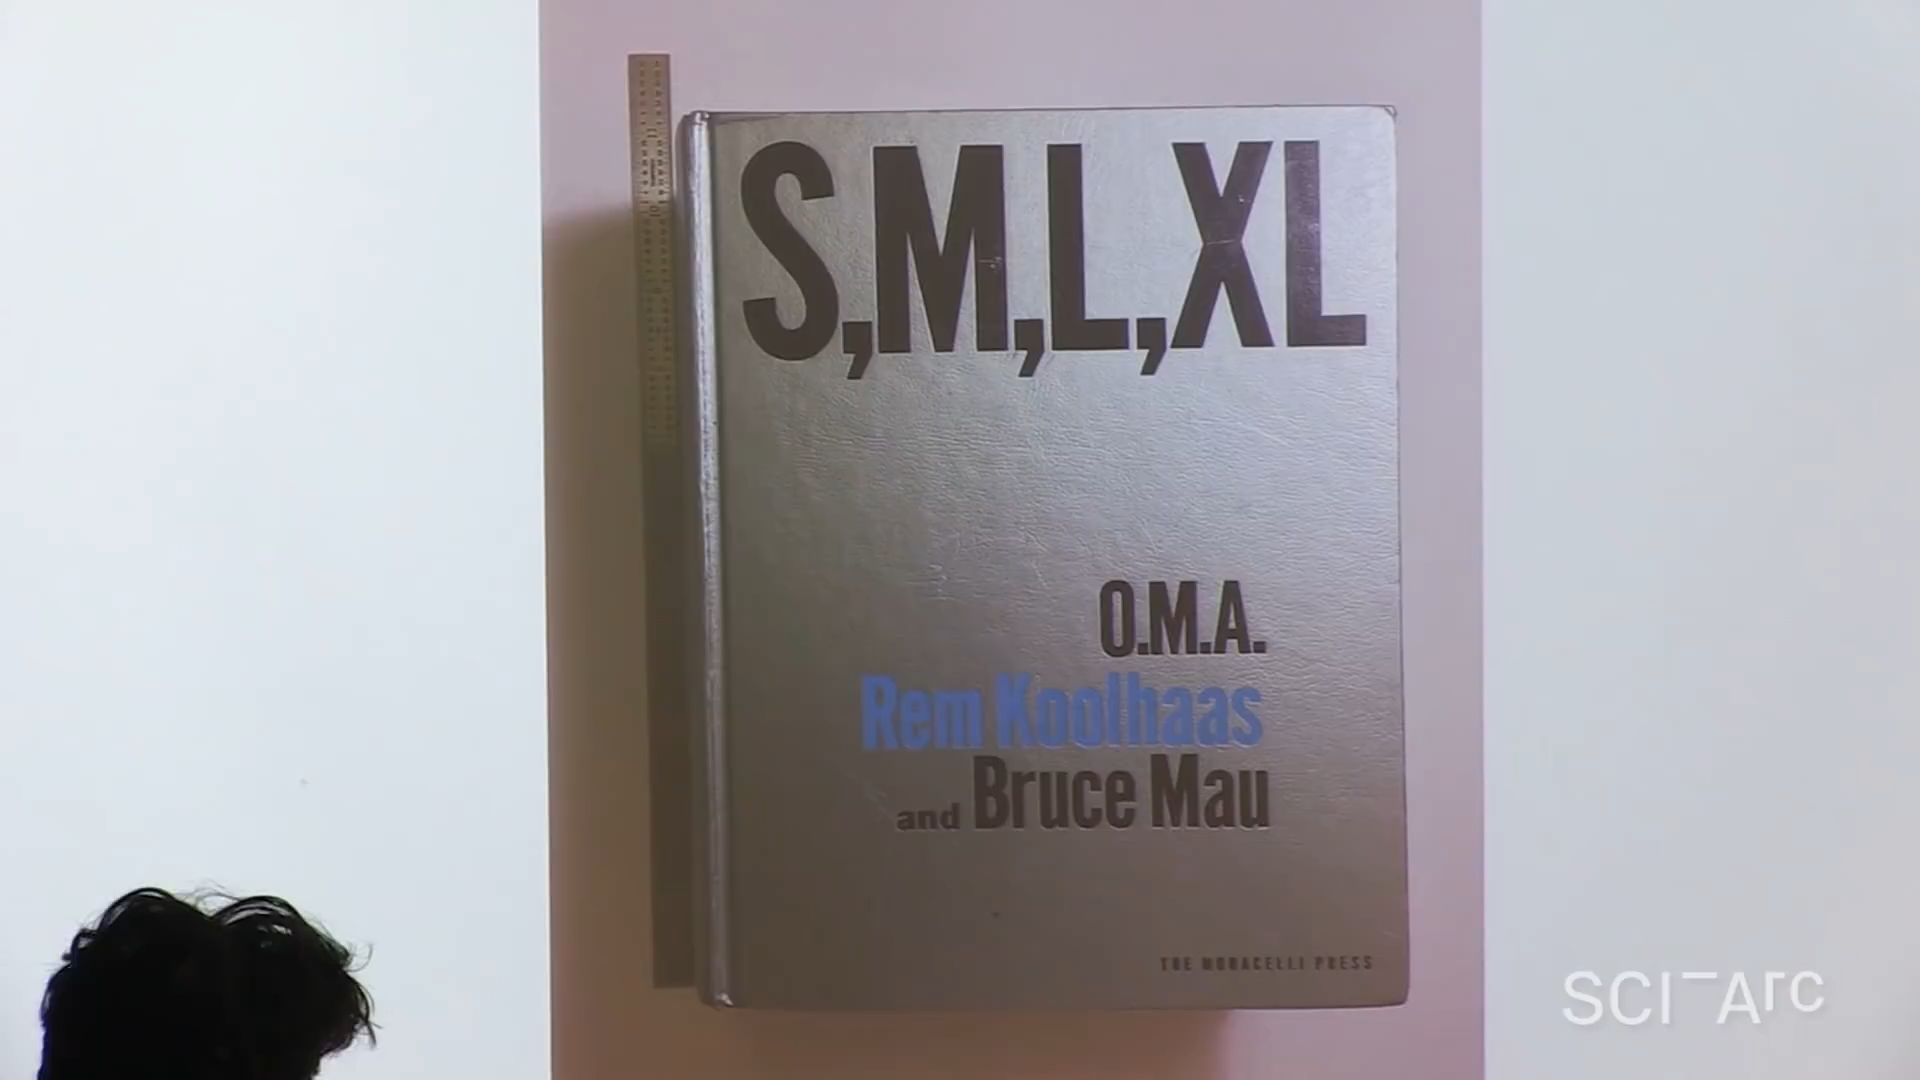 S,M,L,XL
O.M.A.
Rem Koolhaas
and Bruce Mau
THE MONACELLI PRESS
SCI-Arc